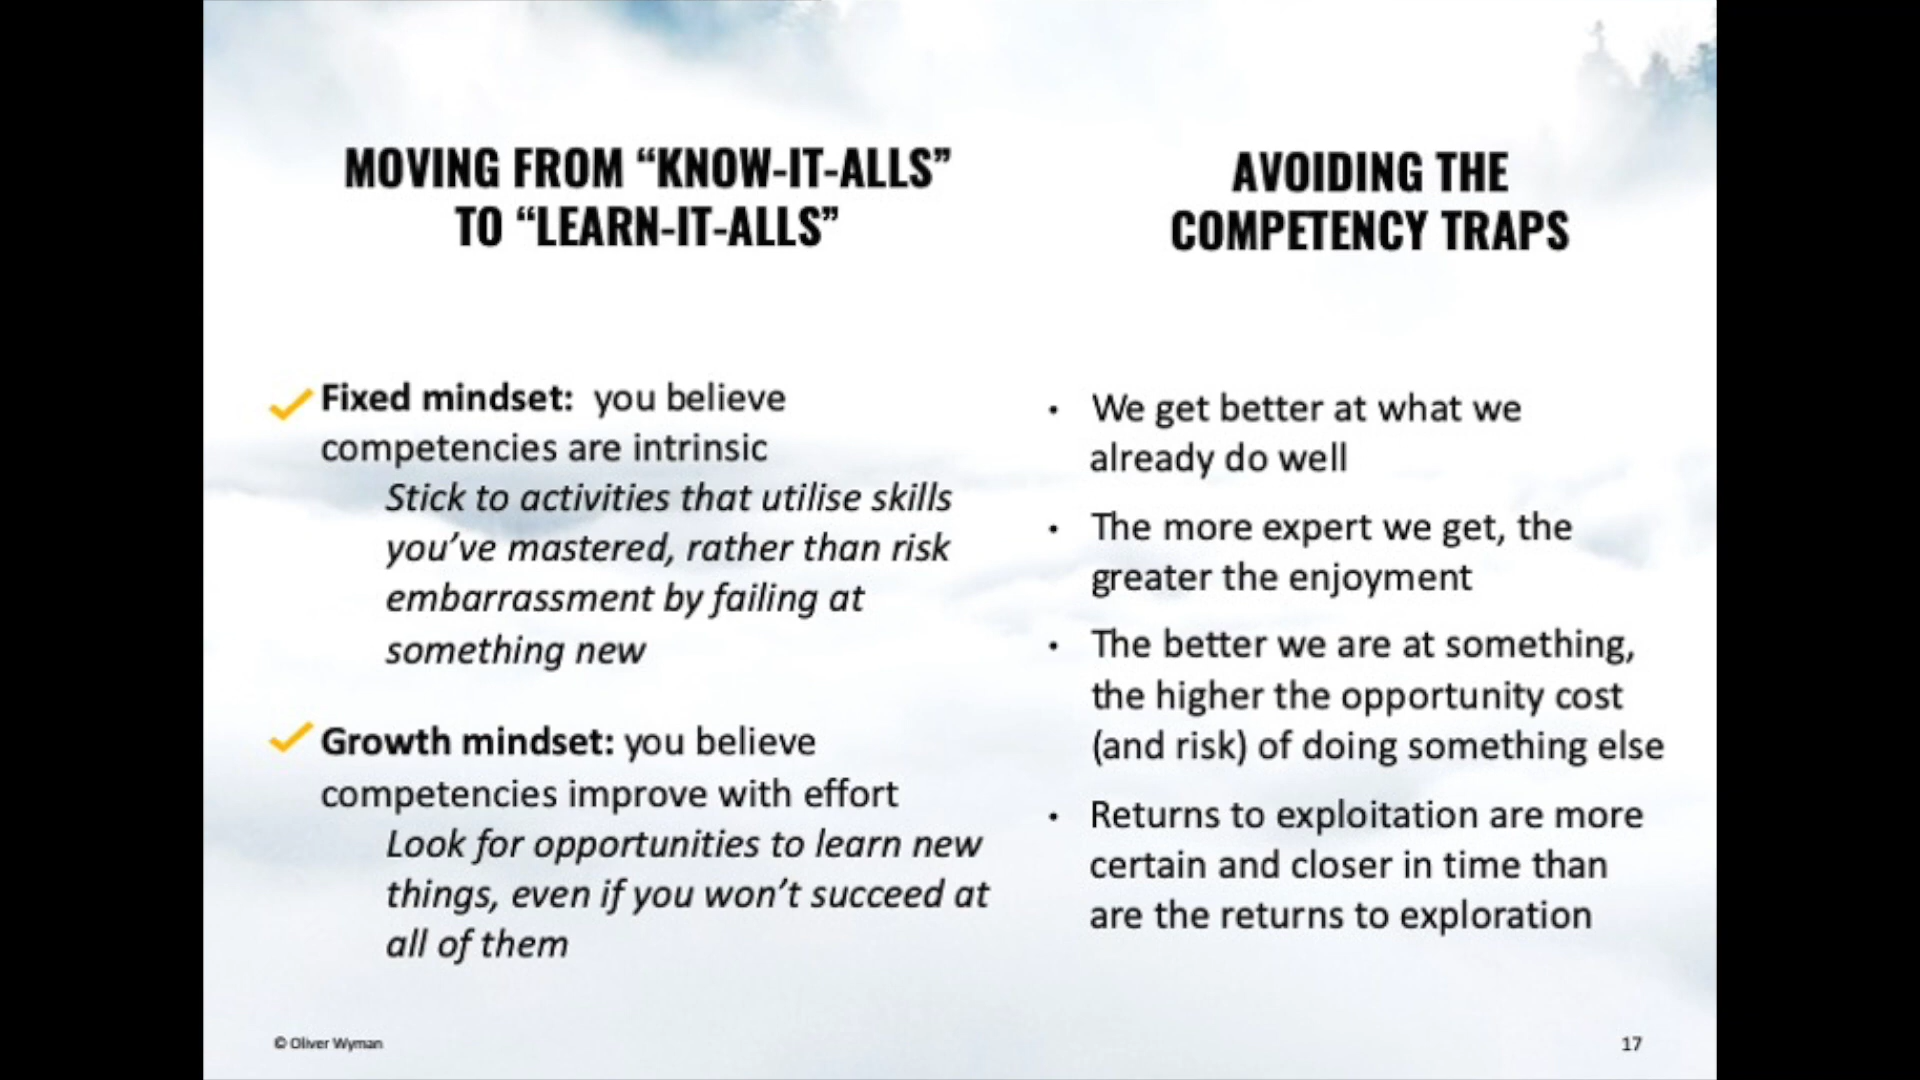 MOVING FROM “KNOW-IT-ALLS”
TO “LEARN-IT-ALLS”
Fixed mindset:  you believe
competencies are intrinsic
Stick to activities that utilise skills
you’ve mastered, rather than risk
embarrassment by failing at
something new
Growth mindset: you believe
competencies improve with effort
Look for opportunities to learn new
things, even if you won’t succeed at
all of them
AVOIDING THE
COMPETENCY TRAPS
• We get better at what we
already do well
• The more expert we get, the
greater the enjoyment
• The better we are at something,
the higher the opportunity cost
(and risk) of doing something else
• Returns to exploitation are more
certain and closer in time than
are the returns to exploration
© Oliver Wyman
17